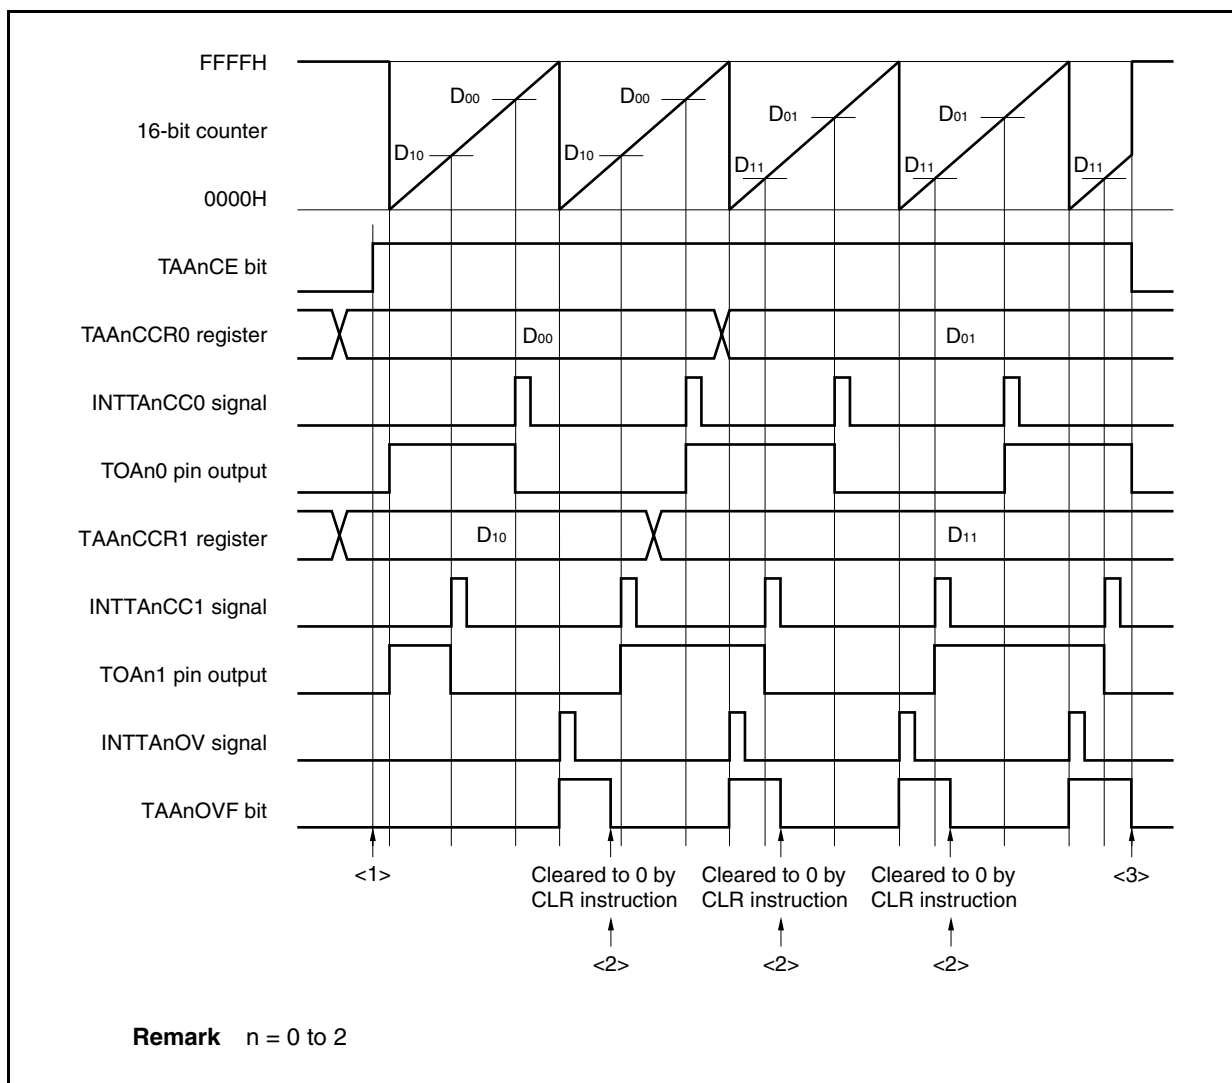 FFFFH
D00
D00
D01
D01
16-bit counter
D10
D10
D11
D11
D11
0000H
TAAnCE bit
TAAnCCR0 register
D00
D01
INTTAnCC0 signal
TOAn0 pin output
TAAnCCR1 register
D10
D11
INTTAnCC1 signal
TOAn1 pin output
INTTAnOV signal
TAAnOVF bit
<1>
Cleared to 0 by
CLR instruction
Cleared to 0 by
CLR instruction
Cleared to 0 by
CLR instruction
<3>
<2>
<2>
<2>
Remark n = 0 to 2